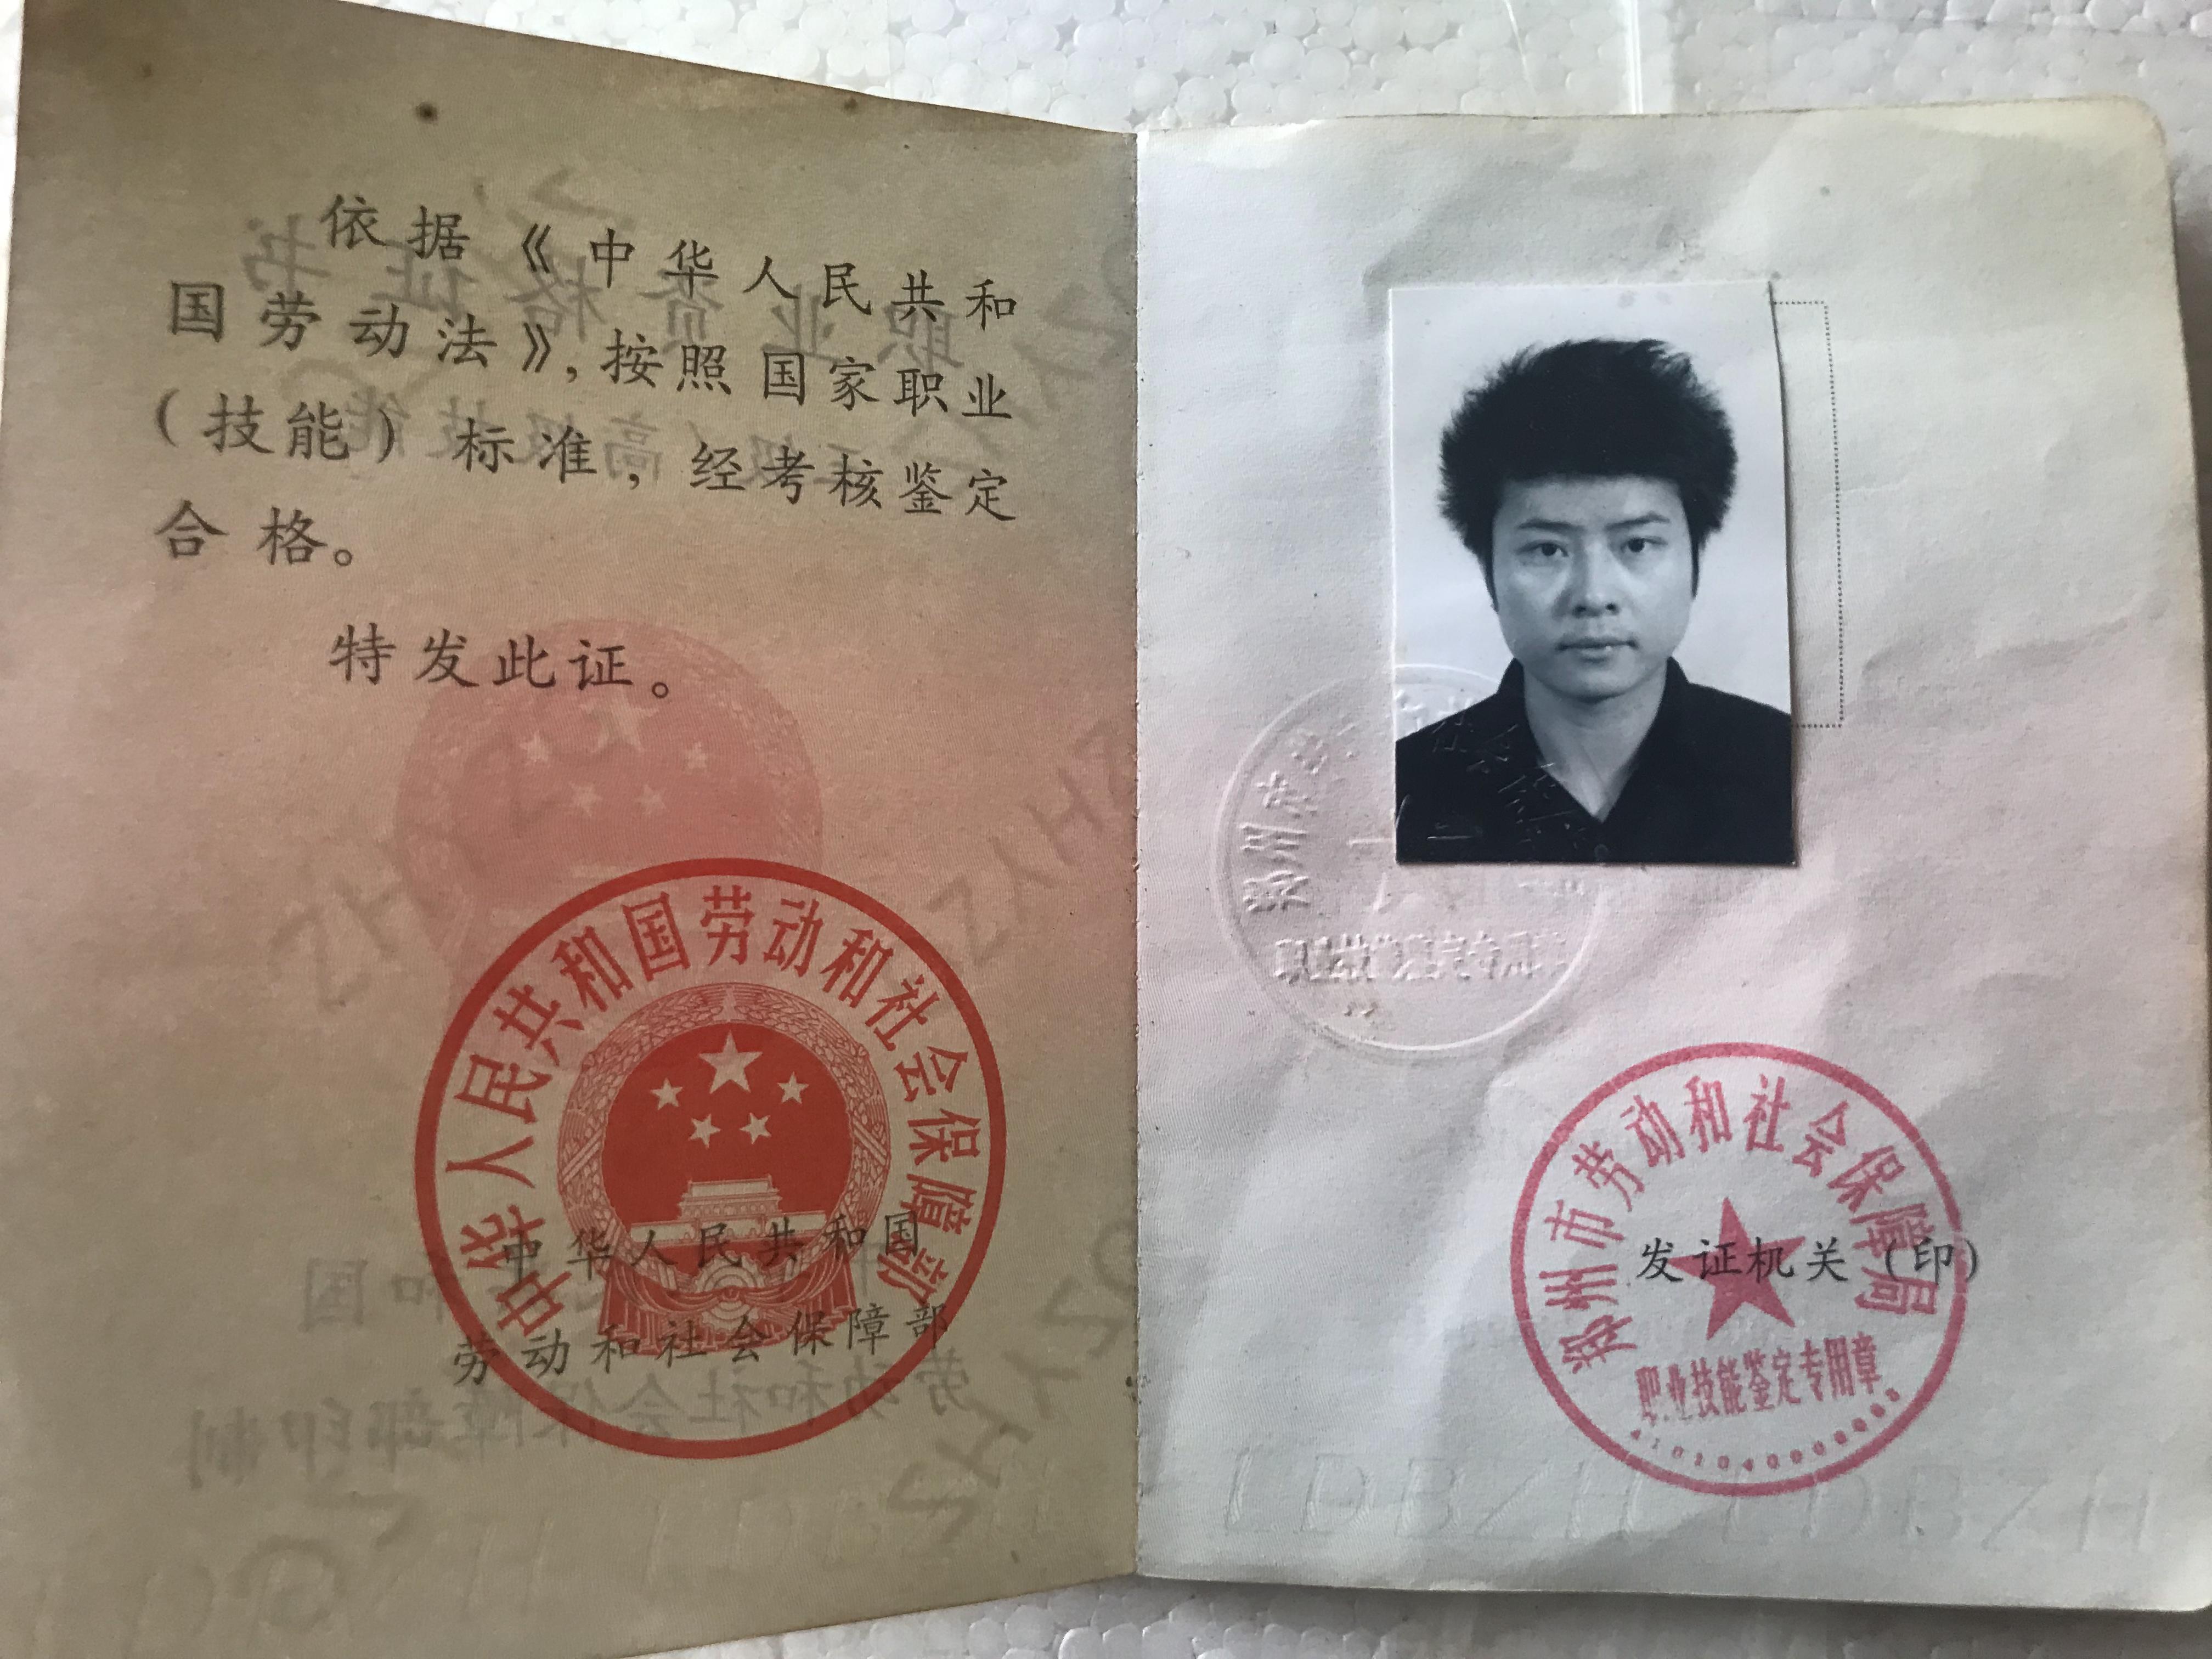 依据《中华人民共和
国劳动法》,按照国家职业
(技能)标准,经考核鉴定
合格。
特发此证。
中华人民共和国劳动和社会保障部
中华人民共和国
劳动和社会保障部
郑州市劳动和社会保障局
发证机关(印)
职业技能鉴定专用章
LDBZH LDBZH